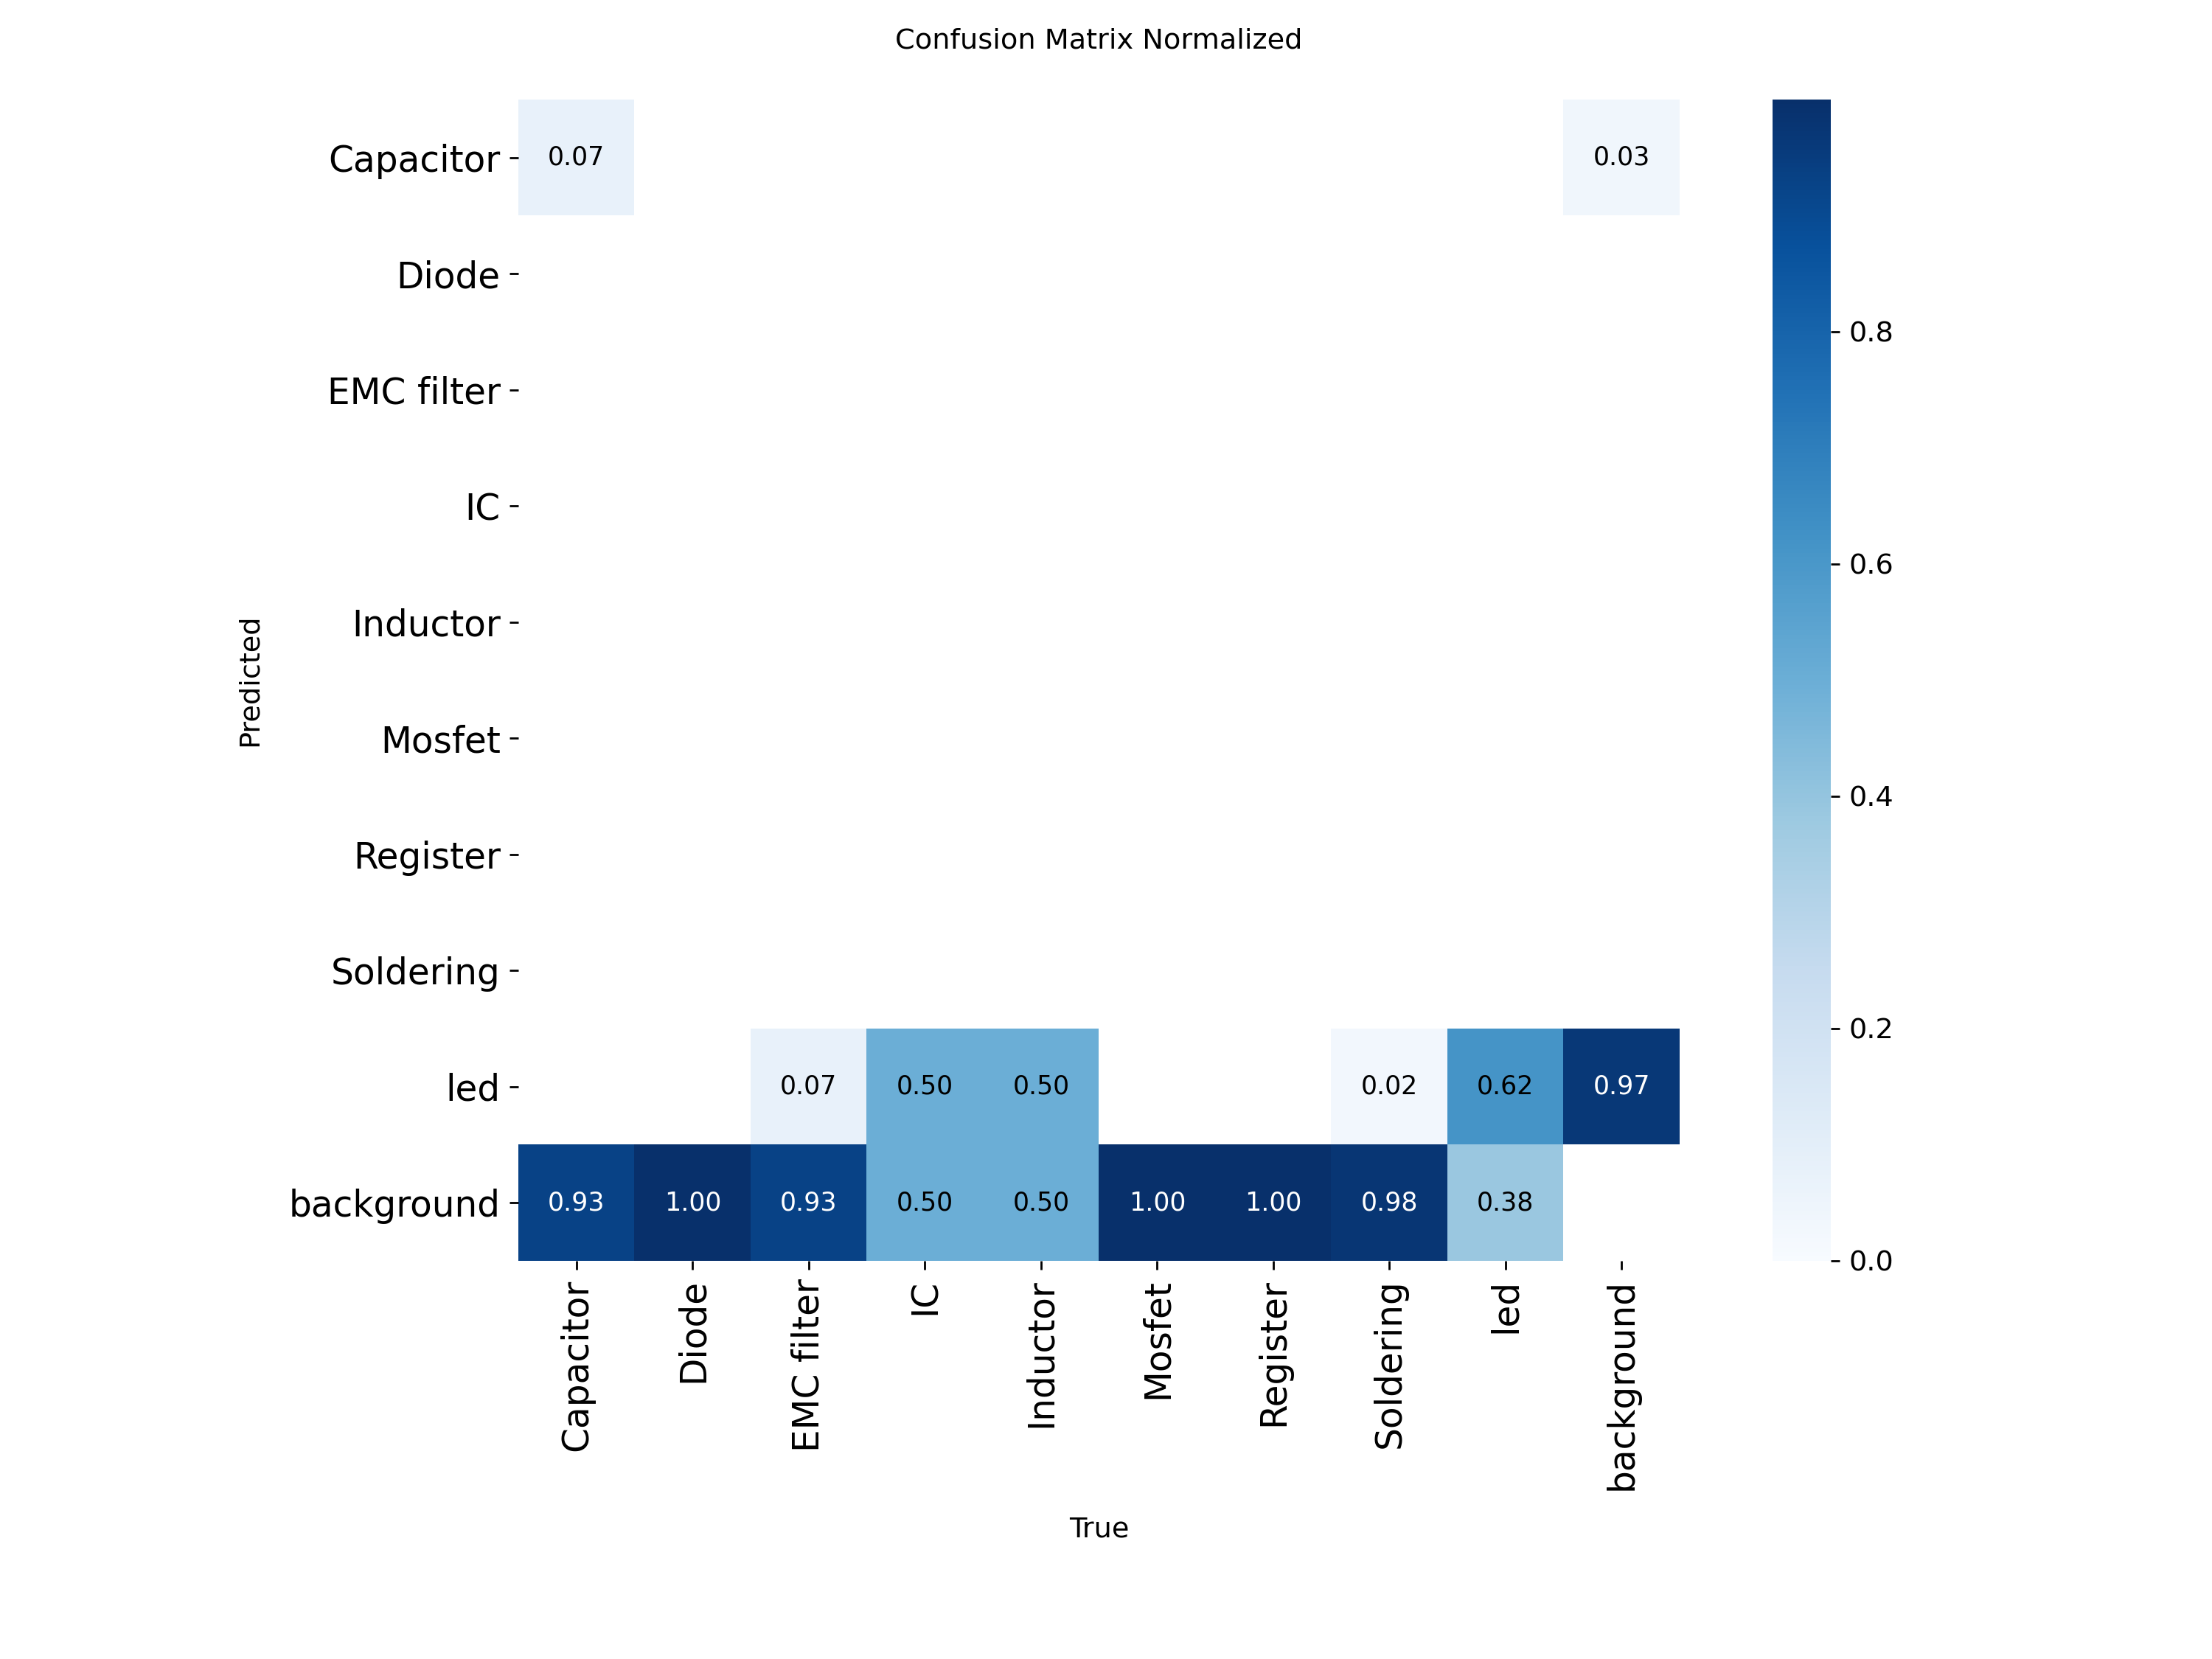 Confusion Matrix Normalized
Capacitor 0.07 0.03
Diode
0.8
EMC filter
IC
0.6
Inductor
Predicted
Mosfet
0.4
Register
Soldering
0.2
led 0.07 0.50 0.50 0.02 0.62 0.97
background 0.93 1.00 0.93 0.50 0.50 1.00 1.00 0.98 0.38
0.0
Capacitor
Diode
EMC filter
IC
Inductor
Mosfet
Register
Soldering
led
background
True